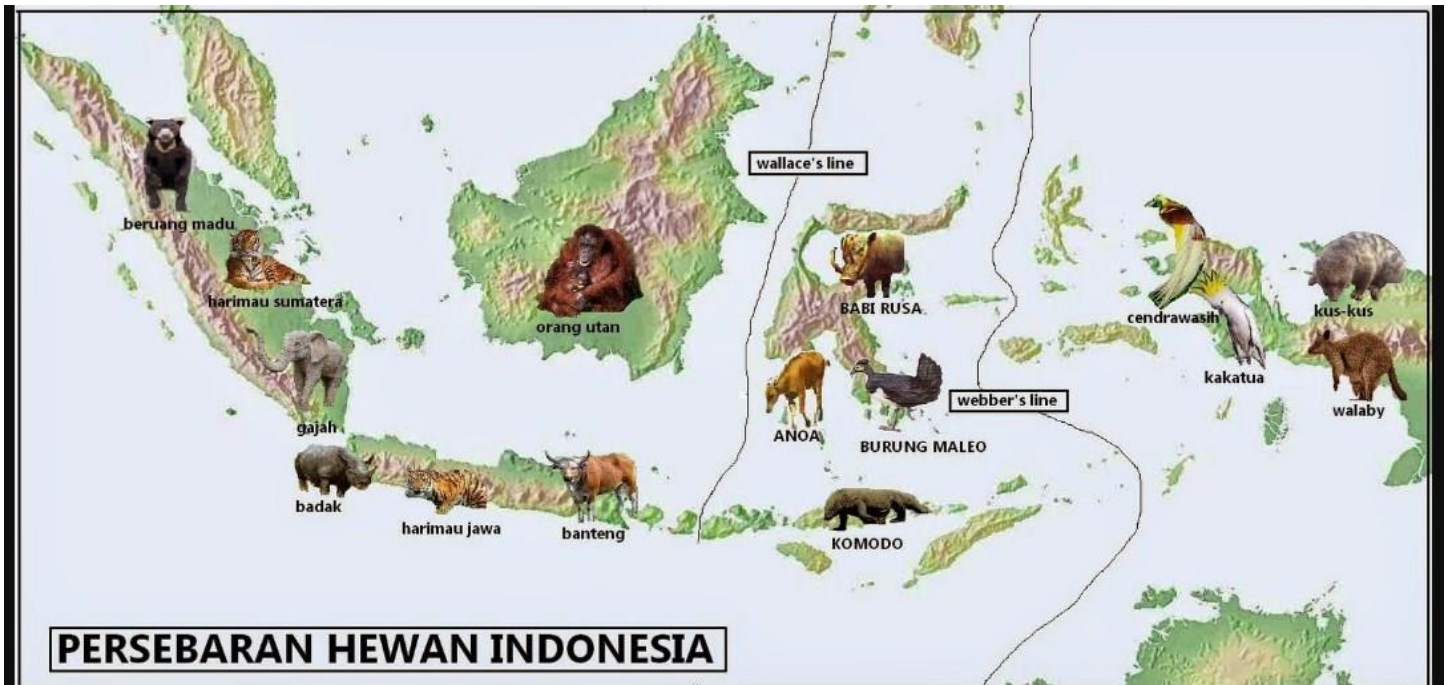 wallace's line
beruang madu
harimau sumatera
orang utan
BABI RUSA
cendrawasih
kus-kus
kakatua
walaby
webber's line
gajah
ANOA
BURUNG MALEO
badak
harimau jawa
banteng
KOMODO
PERSEBARAN HEWAN INDONESIA